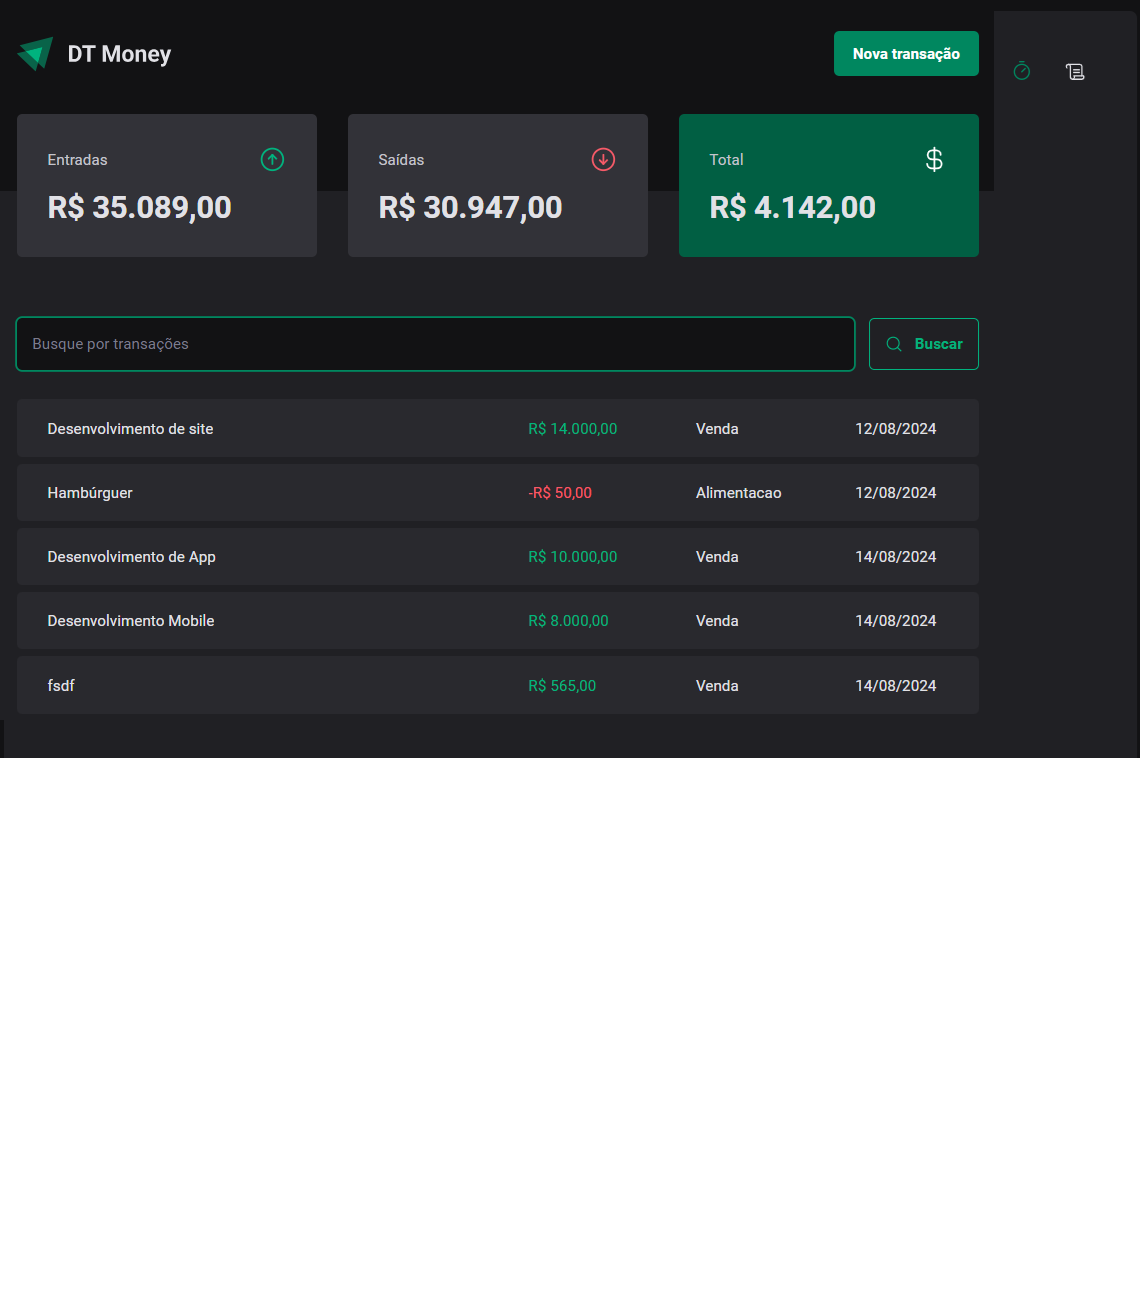 DT Money
Nova transação
Entradas
R$ 35.089,00
Saídas
R$ 30.947,00
Total
R$ 4.142,00
Busque por transações
Buscar
Desenvolvimento de site R$ 14.000,00 Venda 12/08/2024
Hambúrguer -R$ 50,00 Alimentacao 12/08/2024
Desenvolvimento de App R$ 10.000,00 Venda 14/08/2024
Desenvolvimento Mobile R$ 8.000,00 Venda 14/08/2024
fsdf R$ 565,00 Venda 14/08/2024